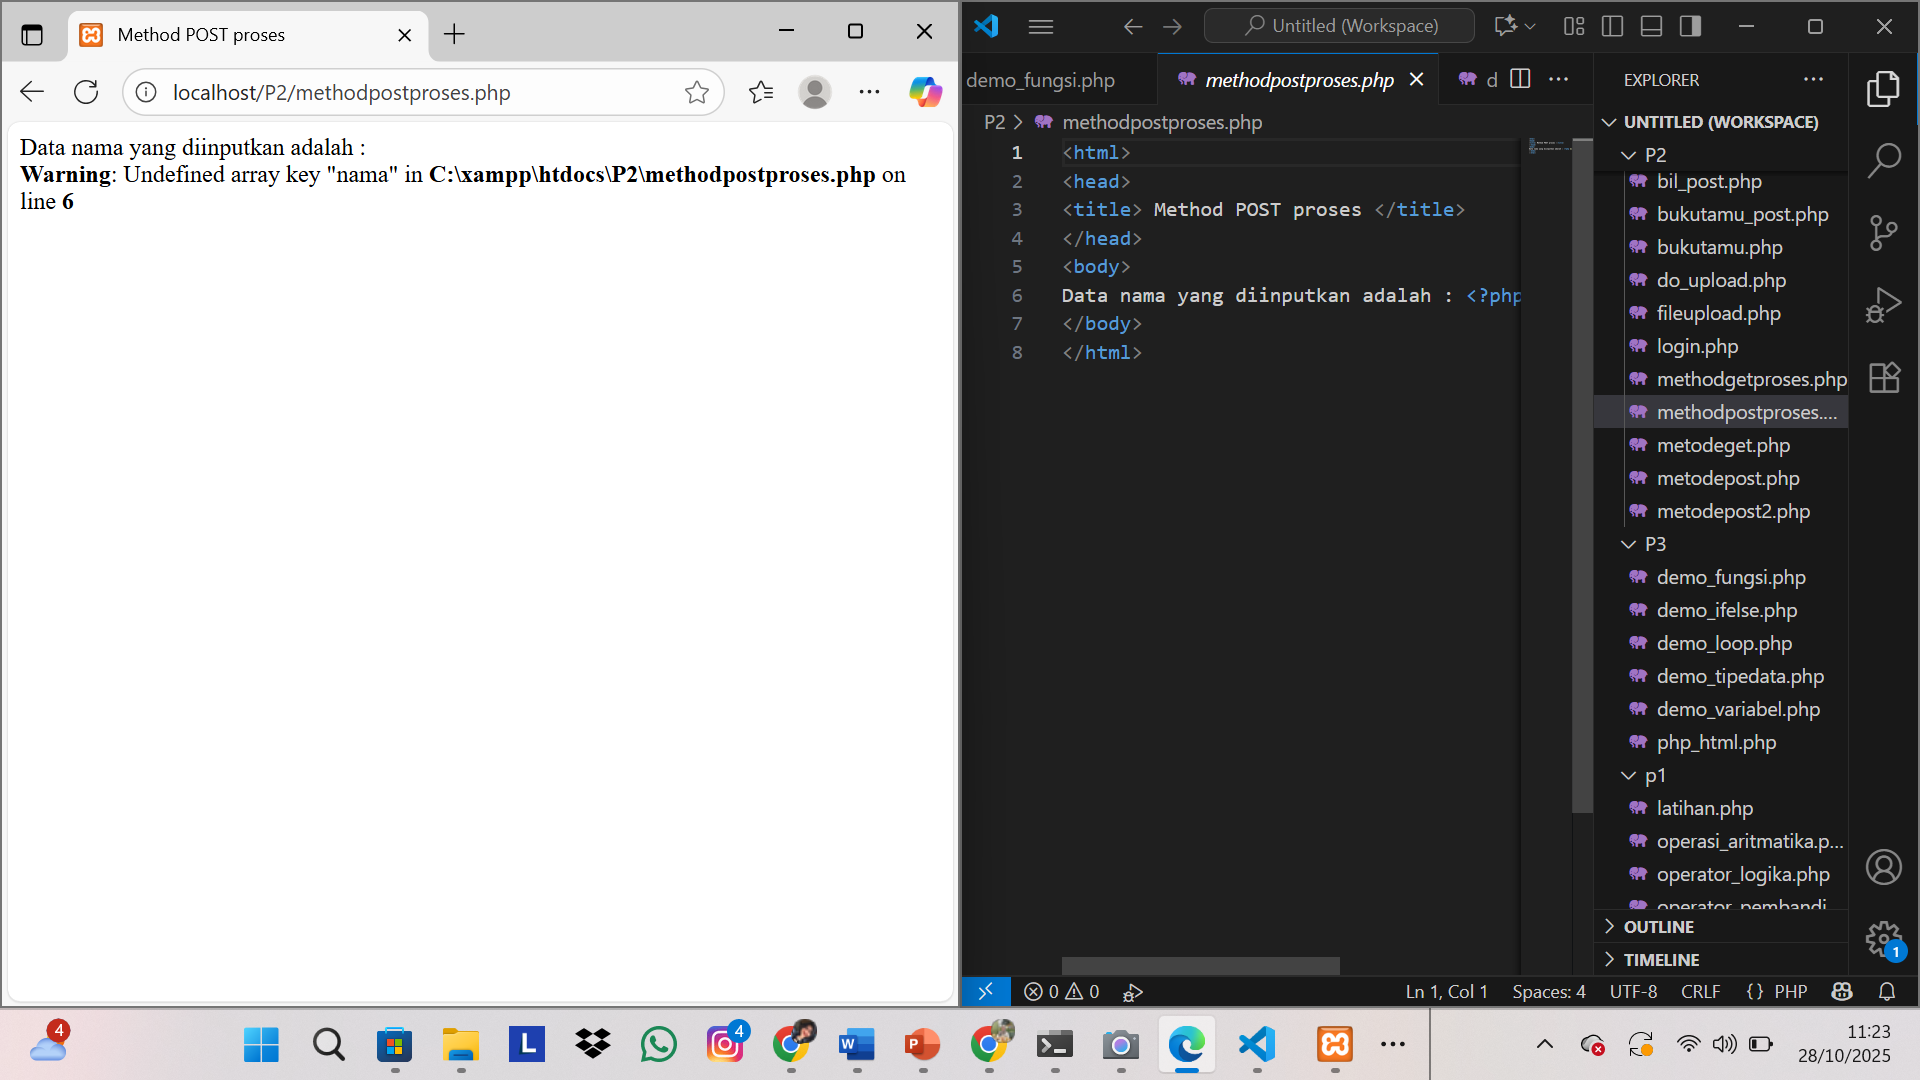 Method POST proses
localhost/P2/methodpostproses.php
Data nama yang diinputkan adalah :
Warning: Undefined array key "nama" in C:\xampp\htdocs\P2\methodpostproses.php on
line 6
Untitled (Workspace)
demo_fungsi.php
methodpostproses.php
d
P2 > methodpostproses.php
1 <html>
2 <head>
3 <title> Method POST proses </title>
4 </head>
5 <body>
6 Data nama yang diinputkan adalah : <?php
7 </body>
8 </html>
EXPLORER
UNTITLED (WORKSPACE)
P2
bil_post.php
bukutamu_post.php
bukutamu.php
do_upload.php
fileupload.php
login.php
methodgetproses.php
methodpostproses....
metodeget.php
metodepost.php
metodepost2.php
P3
demo_fungsi.php
demo_ifelse.php
demo_loop.php
demo_tipedata.php
demo_variabel.php
php_html.php
p1
latihan.php
operasi_aritmatika.p...
operator_logika.php
operator_pembandi
OUTLINE
TIMELINE
1
0 0
Ln 1, Col 1
Spaces: 4
UTF-8
CRLF
{ } PHP
4
L
4
W
P
11:23
28/10/2025